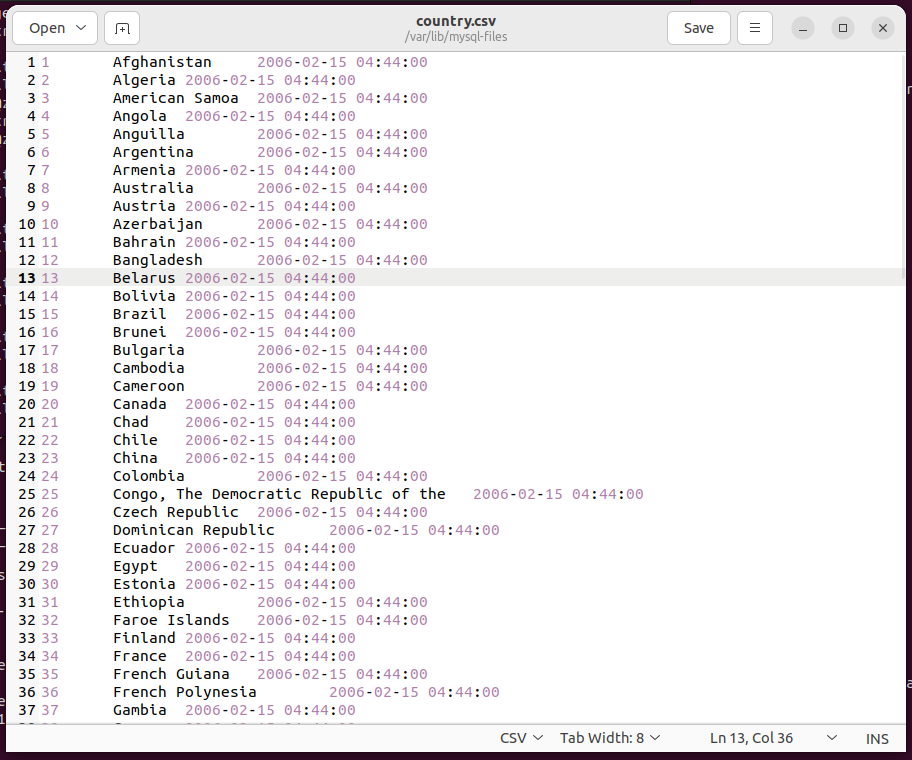 Open
country.csv
/var/lib/mysql-files
Save
1 1 Afghanistan 2006-02-15 04:44:00
2 2 Algeria 2006-02-15 04:44:00
3 3 American Samoa 2006-02-15 04:44:00
4 4 Angola 2006-02-15 04:44:00
5 5 Anguilla 2006-02-15 04:44:00
6 6 Argentina 2006-02-15 04:44:00
7 7 Armenia 2006-02-15 04:44:00
8 8 Australia 2006-02-15 04:44:00
9 9 Austria 2006-02-15 04:44:00
10 10 Azerbaijan 2006-02-15 04:44:00
11 11 Bahrain 2006-02-15 04:44:00
12 12 Bangladesh 2006-02-15 04:44:00
13 13 Belarus 2006-02-15 04:44:00
14 14 Bolivia 2006-02-15 04:44:00
15 15 Brazil 2006-02-15 04:44:00
16 16 Brunei 2006-02-15 04:44:00
17 17 Bulgaria 2006-02-15 04:44:00
18 18 Cambodia 2006-02-15 04:44:00
19 19 Cameroon 2006-02-15 04:44:00
20 20 Canada 2006-02-15 04:44:00
21 21 Chad 2006-02-15 04:44:00
22 22 Chile 2006-02-15 04:44:00
23 23 China 2006-02-15 04:44:00
24 24 Colombia 2006-02-15 04:44:00
25 25 Congo, The Democratic Republic of the 2006-02-15 04:44:00
26 26 Czech Republic 2006-02-15 04:44:00
27 27 Dominican Republic 2006-02-15 04:44:00
28 28 Ecuador 2006-02-15 04:44:00
29 29 Egypt 2006-02-15 04:44:00
30 30 Estonia 2006-02-15 04:44:00
31 31 Ethiopia 2006-02-15 04:44:00
32 32 Faroe Islands 2006-02-15 04:44:00
33 33 Finland 2006-02-15 04:44:00
34 34 France 2006-02-15 04:44:00
35 35 French Guiana 2006-02-15 04:44:00
36 36 French Polynesia 2006-02-15 04:44:00
37 37 Gambia 2006-02-15 04:44:00
CSV Tab Width: 8 Ln 13, Col 36 INS